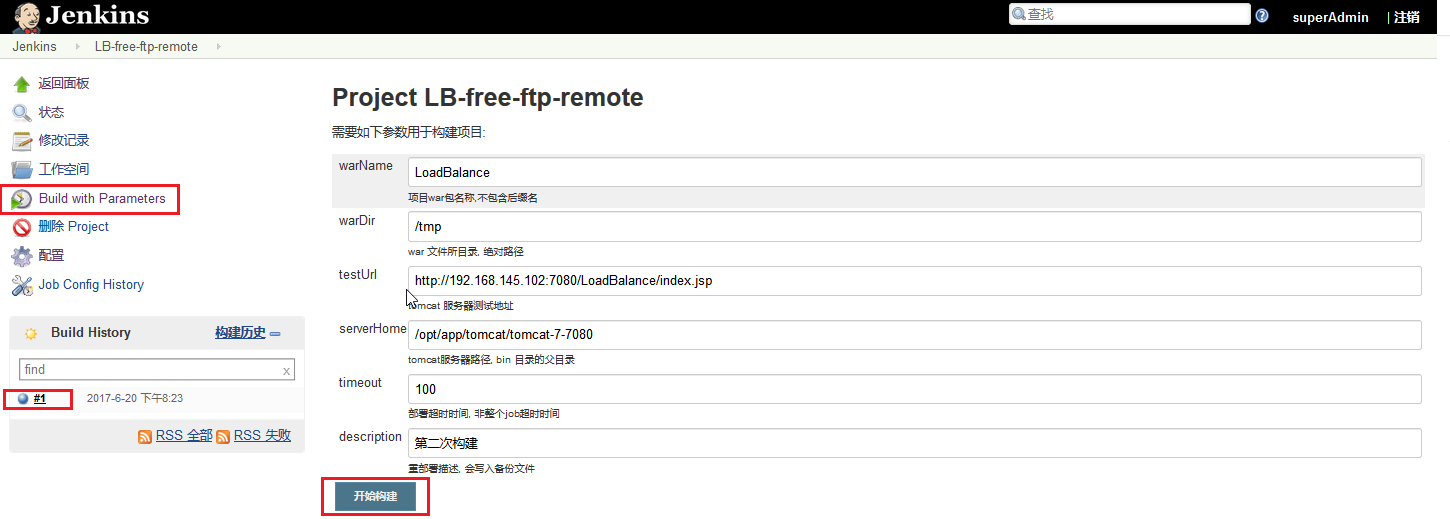 Jenkins
查找
superAdmin | 注销
Jenkins LB-free-ftp-remote
返回面板
状态
修改记录
工作空间
Build with Parameters
删除 Project
配置
Job Config History
Build History 构建历史
find x
#1 2017-6-20 下午8:23
RSS 全部 RSS 失败
Project LB-free-ftp-remote
需要如下参数用于构建项目:
warName LoadBalance
项目war包名称,不包含后缀名
warDir /tmp
war 文件所目录, 绝对路径
testUrl http://192.168.145.102:7080/LoadBalance/index.jsp
tomcat 服务器测试地址
serverHome /opt/app/tomcat/tomcat-7-7080
tomcat服务器路径, bin 目录的父目录
timeout 100
部署超时时间, 非整个job超时时间
description 第二次构建
重部署描述, 会写入备份文件
开始构建